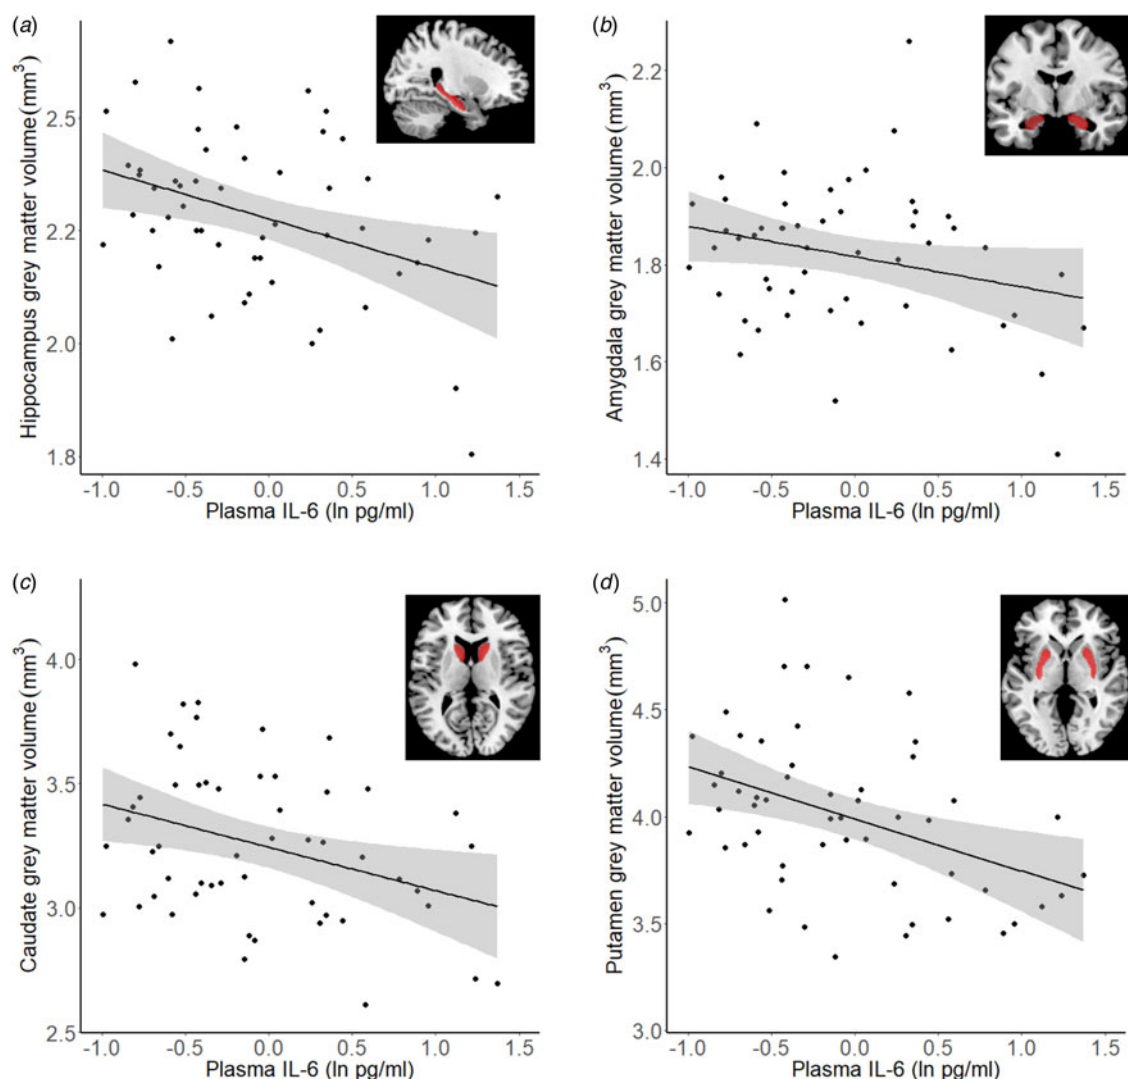 (a)
Hippocampus grey matter volume(mm³)
2.5
2.2
2.0
1.8
-1.0 -0.5 0.0 0.5 1.0 1.5
Plasma IL-6 (ln pg/ml)
(b)
Amygdala grey matter volume(mm³)
2.2
2.0
1.8
1.6
1.4
-1.0 -0.5 0.0 0.5 1.0 1.5
Plasma IL-6 (ln pg/ml)
(c)
Caudate grey matter volume(mm³)
4.0
3.5
3.0
2.5
-1.0 -0.5 0.0 0.5 1.0 1.5
Plasma IL-6 (ln pg/ml)
(d)
Putamen grey matter volume(mm³)
5.0
4.5
4.0
3.5
3.0
-1.0 -0.5 0.0 0.5 1.0 1.5
Plasma IL-6 (ln pg/ml)